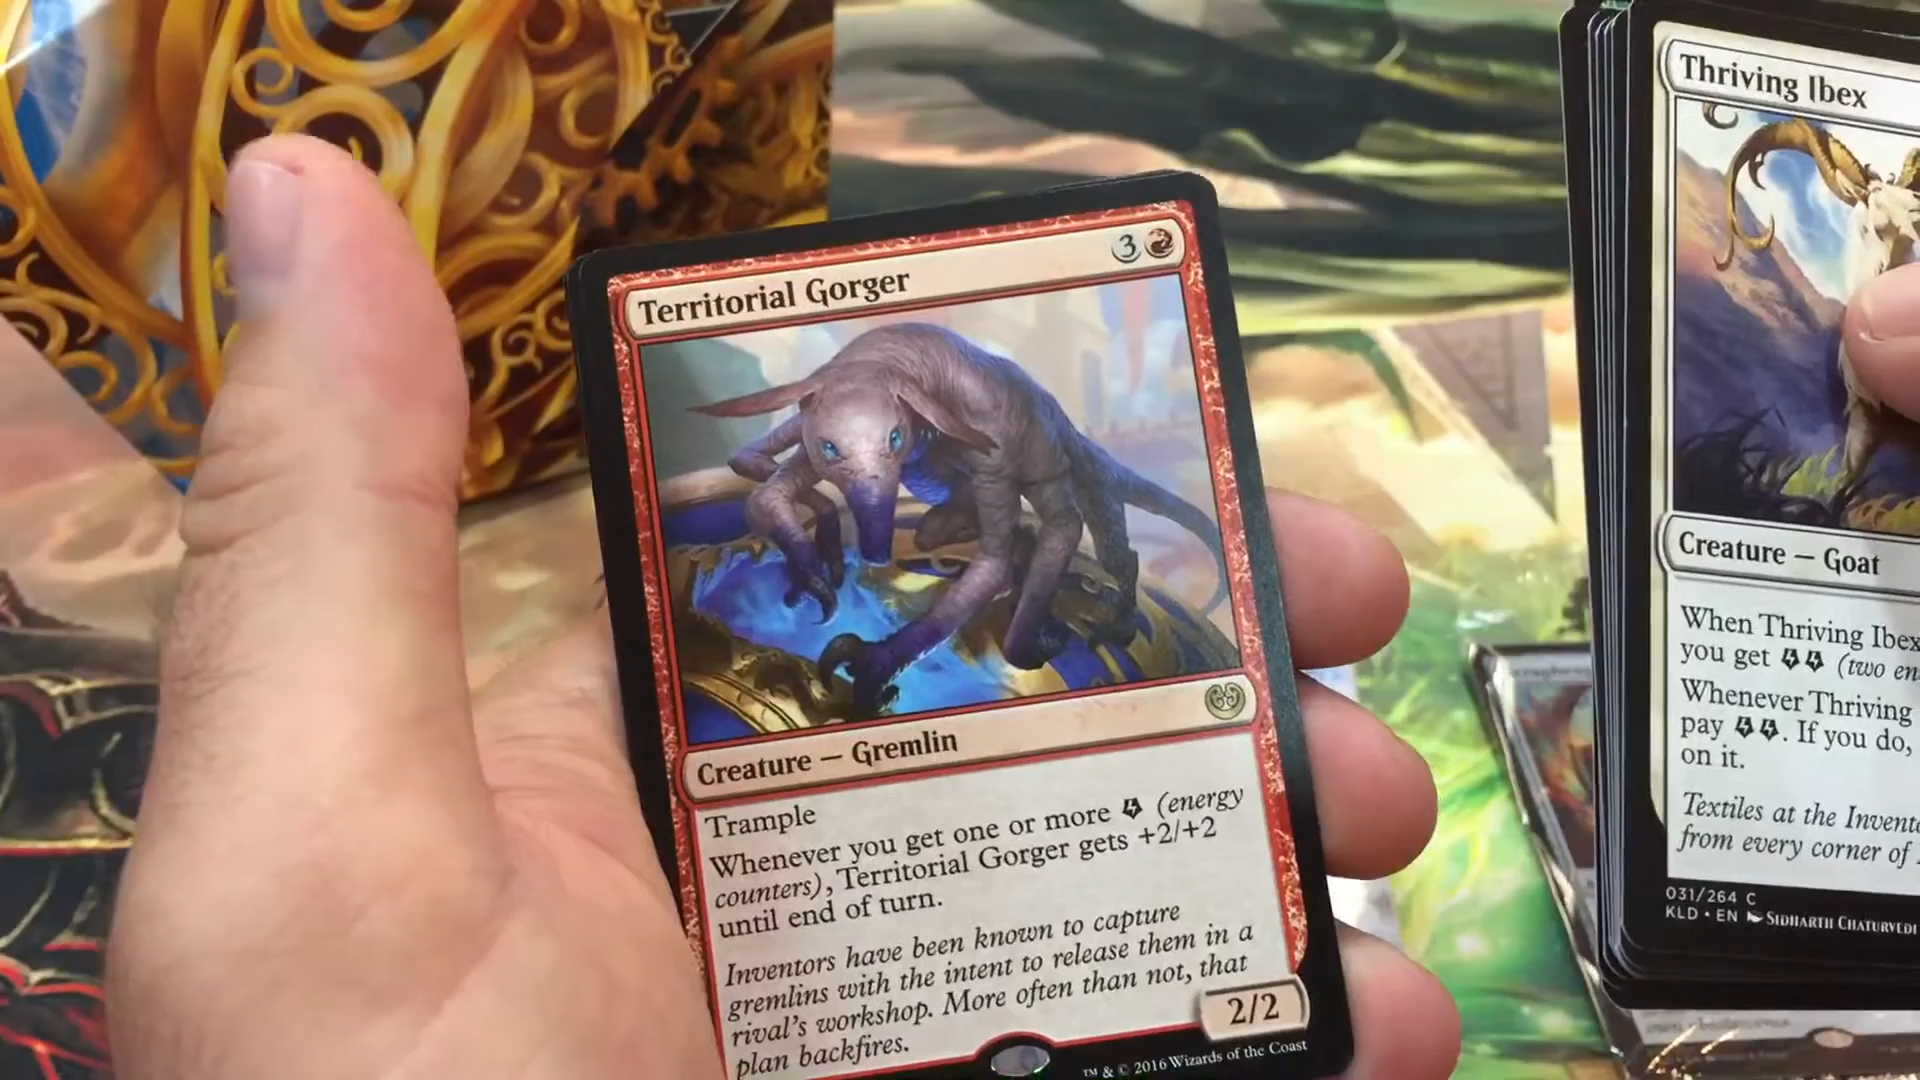 Territorial Gorger
3
Creature — Gremlin
Trample
Whenever you get one or more (energy
counters), Territorial Gorger gets +2/+2
until end of turn.
Inventors have been known to capture
gremlins with the intent to release them in a
rival's workshop. More often than not, that
plan backfires.
2/2
™ & © 2016 Wizards of the Coast
Thriving Ibex
Creature — Goat
When Thriving Ibex
you get (two en
Whenever Thriving
pay . If you do,
on it.
Textiles at the Invento
from every corner of
031/264 C
KLD • EN Sidharth Chaturvedi